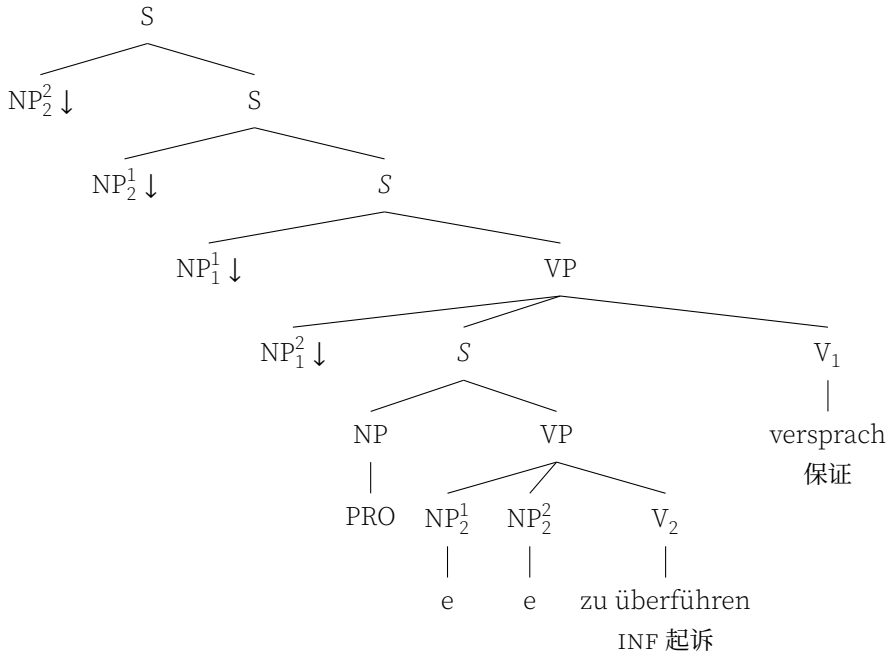 S
NP₂² ↓ S
NP₂¹ ↓ S
NP₁¹ ↓ VP
NP₁² ↓ S V₁
NP VP versprach
保证
PRO NP₂¹ NP₂² V₂
e e zu überführen
INF 起诉